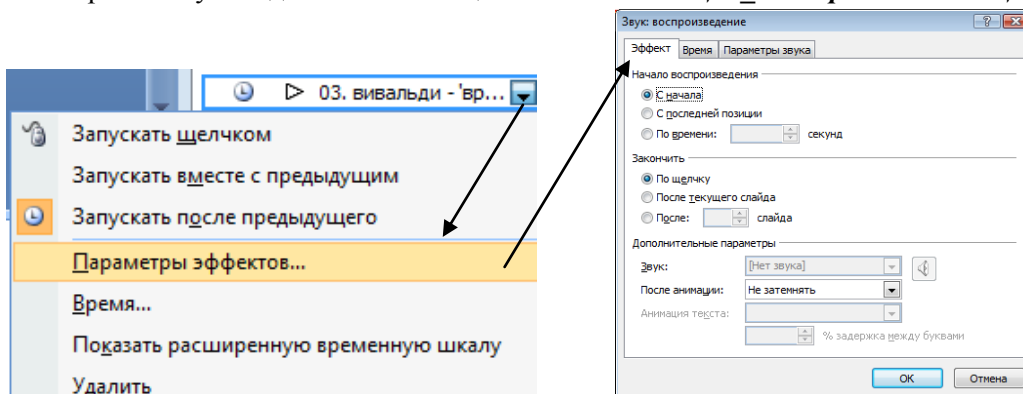 03. вивальди - 'вр...
Запускать щелчком
Запускать вместе с предыдущим
Запускать после предыдущего
Параметры эффектов...
Время...
Показать расширенную временную шкалу
Удалить
Звук: воспроизведение
Эффект Время Параметры звука
Начало воспроизведения
С начала
С последней позиции
По времени: секунд
Закончить
По щелчку
После текущего слайда
После: слайда
Дополнительные параметры
Звук: [Нет звука]
После анимации: Не затемнять
Анимация текста:
% задержка между буквами
ОК Отмена